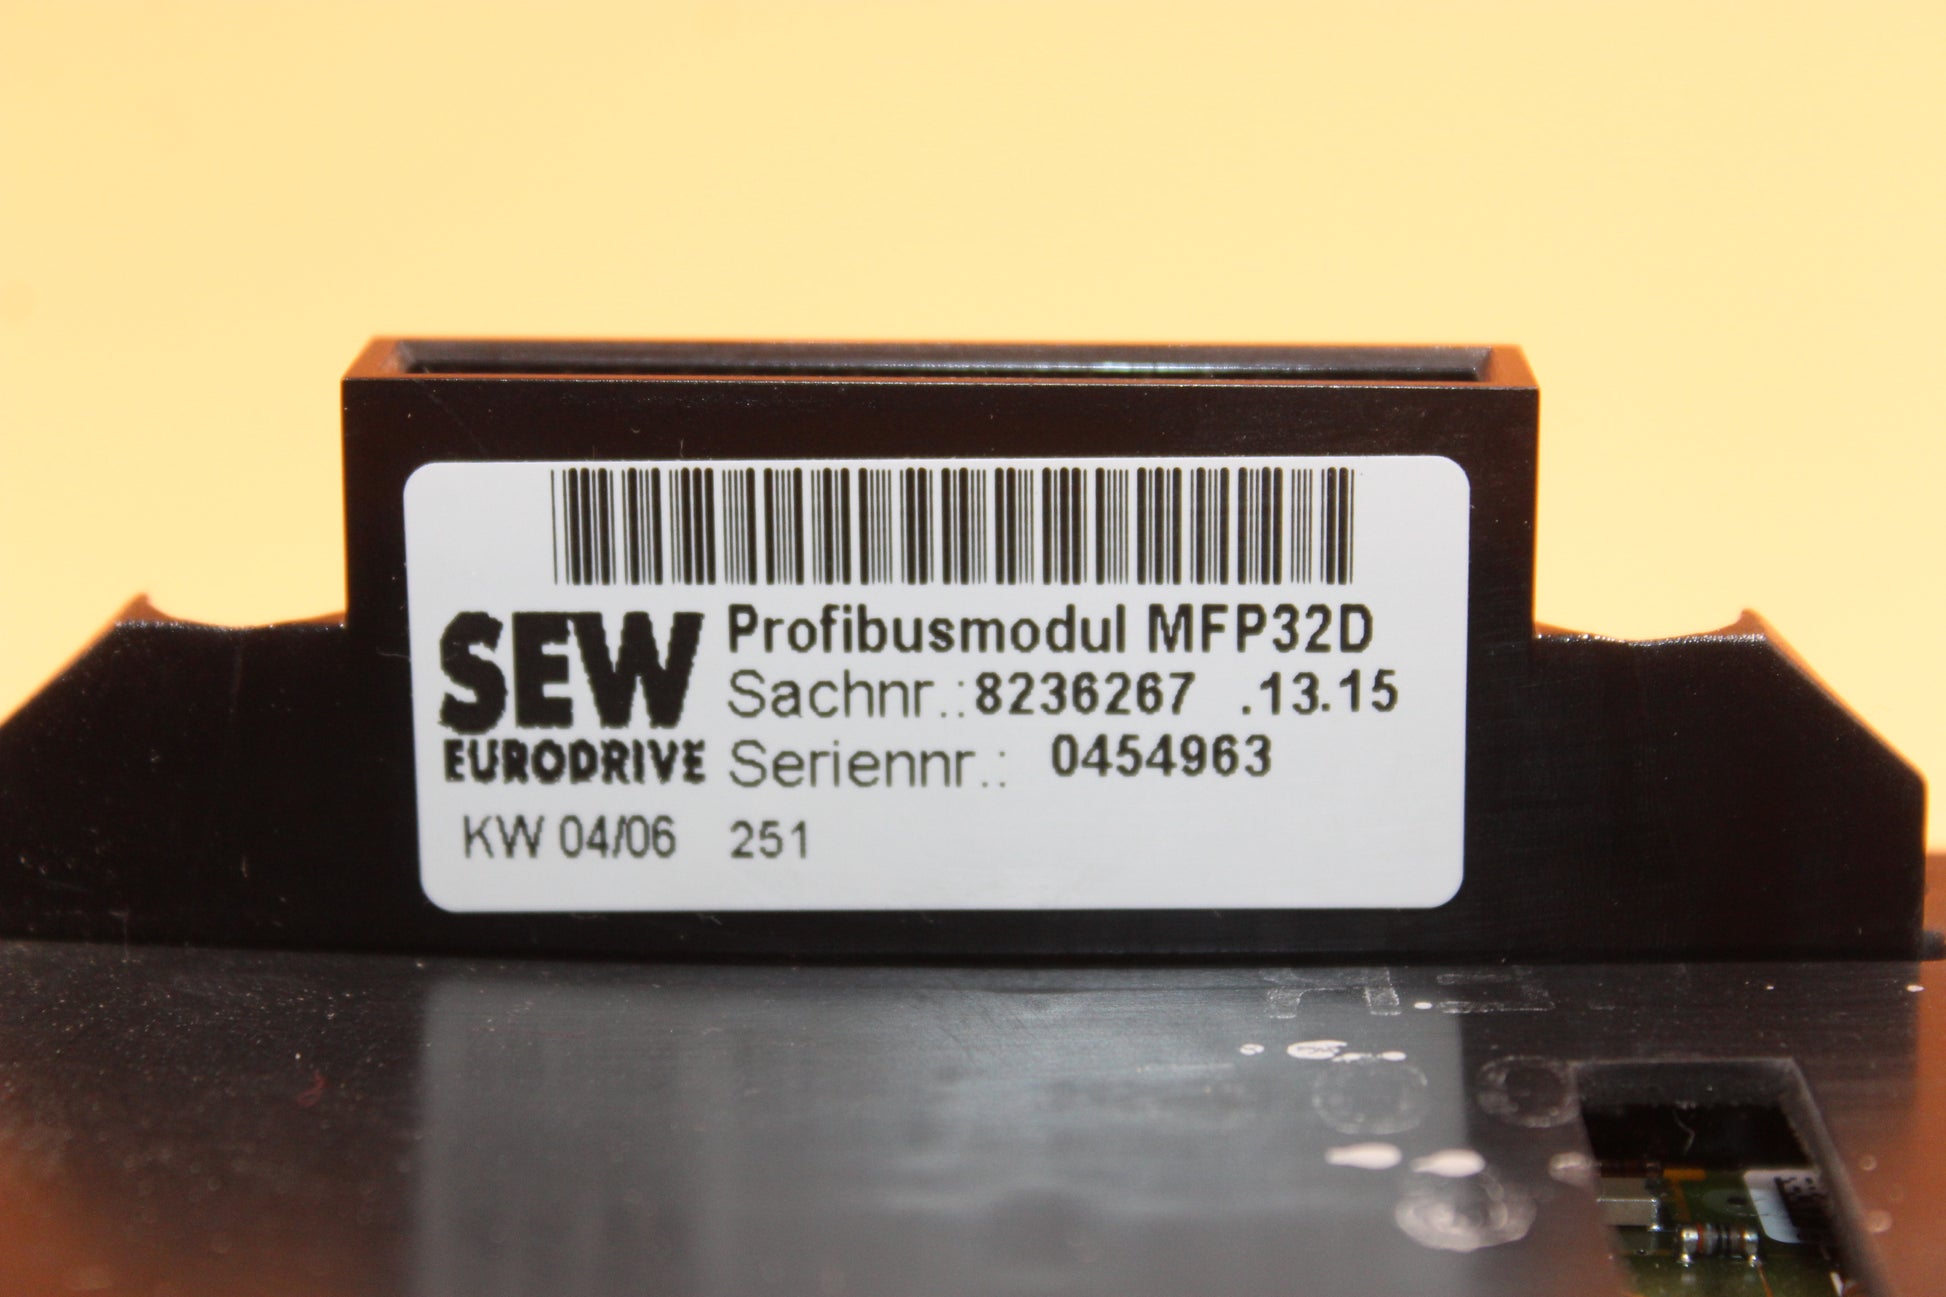 SEW
EURODRIVE
Profibusmodul MFP32D
Sachnr.:8236267 .13.15
Seriennr.: 0454963
KW 04/06 251